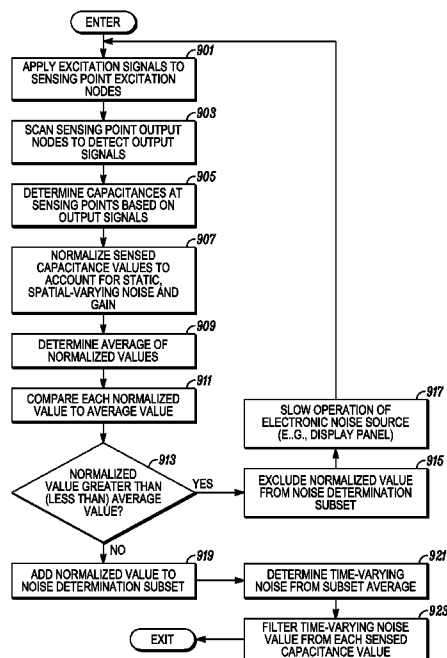 ENTER
901
APPLY EXCITATION SIGNALS TO
SENSING POINT EXCITATION
NODES
903
SCAN SENSING POINT OUTPUT
NODES TO DETECT OUTPUT
SIGNALS
905
DETERMINE CAPACITANCES AT
SENSING POINTS BASED ON
OUTPUT SIGNALS
907
NORMALIZE SENSED
CAPACITANCE VALUES TO
ACCOUNT FOR STATIC,
SPATIAL-VARYING NOISE AND
GAIN
909
DETERMINE AVERAGE OF
NORMALIZED VALUES
911
COMPARE EACH NORMALIZED
VALUE TO AVERAGE VALUE
913
NORMALIZED
VALUE GREATER THAN
(LESS THAN) AVERAGE
VALUE?
YES
915
EXCLUDE NORMALIZED VALUE
FROM NOISE DETERMINATION
SUBSET
917
SLOW OPERATION OF
ELECTRONIC NOISE SOURCE
(E..G., DISPLAY PANEL)
NO
919
ADD NORMALIZED VALUE TO
NOISE DETERMINATION SUBSET
921
DETERMINE TIME-VARYING
NOISE FROM SUBSET AVERAGE
923
FILTER TIME-VARYING NOISE
VALUE FROM EACH SENSED
CAPACITANCE VALUE
EXIT